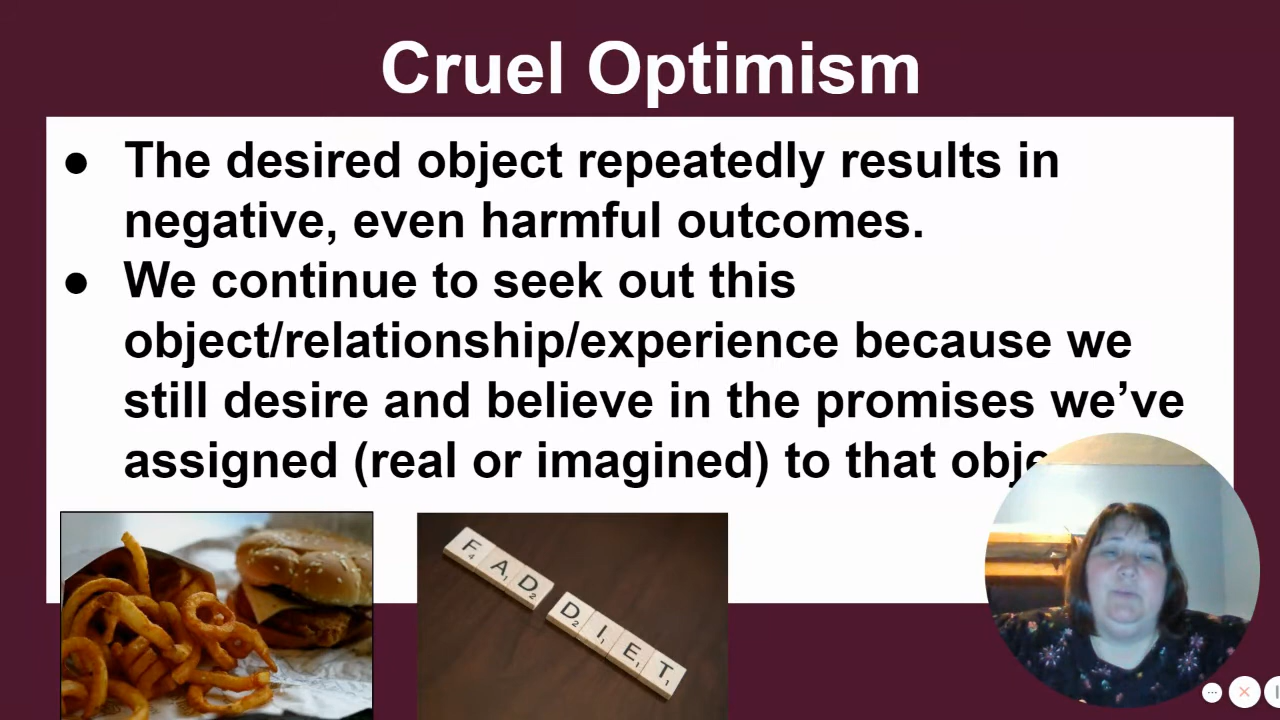 Cruel Optimism
● The desired object repeatedly results in
negative, even harmful outcomes.
● We continue to seek out this
object/relationship/experience because we
still desire and believe in the promises we’ve
assigned (real or imagined) to that
FAD
DIET